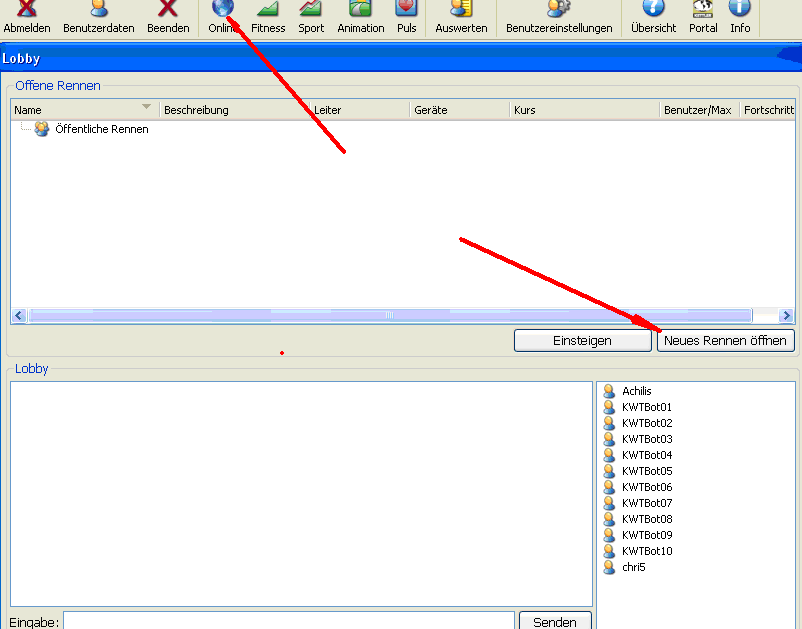 Abmelden Benutzerdaten Beenden Online Fitness Sport Animation Puls Auswerten Benutzereinstellungen Übersicht Portal Info
Lobby
Offene Rennen
Name Beschreibung Leiter Geräte Kurs Benutzer/Max Fortschritt
Öffentliche Rennen
Einsteigen Neues Rennen öffnen
Lobby
Achilis
KWTBot01
KWTBot02
KWTBot03
KWTBot04
KWTBot05
KWTBot06
KWTBot07
KWTBot08
KWTBot09
KWTBot10
chri5
Eingabe: Senden